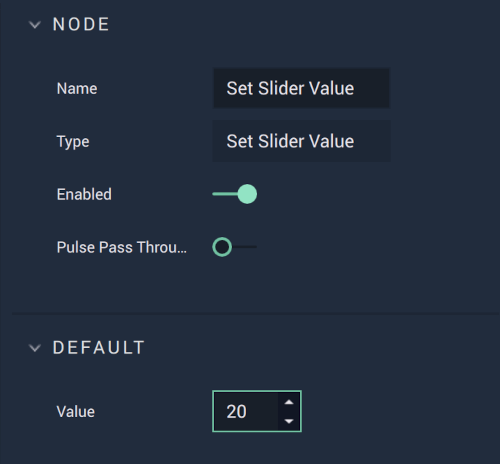 NODE
Name Set Slider Value
Type Set Slider Value
Enabled
Pulse Pass Throu...
DEFAULT
Value 20